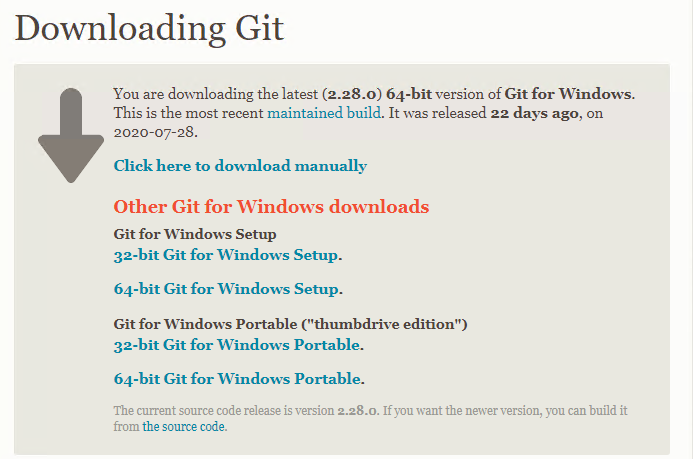 Downloading Git
You are downloading the latest (2.28.0) 64-bit version of Git for Windows.
This is the most recent maintained build. It was released 22 days ago, on
2020-07-28.
Click here to download manually
Other Git for Windows downloads
Git for Windows Setup
32-bit Git for Windows Setup.
64-bit Git for Windows Setup.
Git for Windows Portable ("thumbdrive edition")
32-bit Git for Windows Portable.
64-bit Git for Windows Portable.
The current source code release is version 2.28.0. If you want the newer version, you can build it
from the source code.